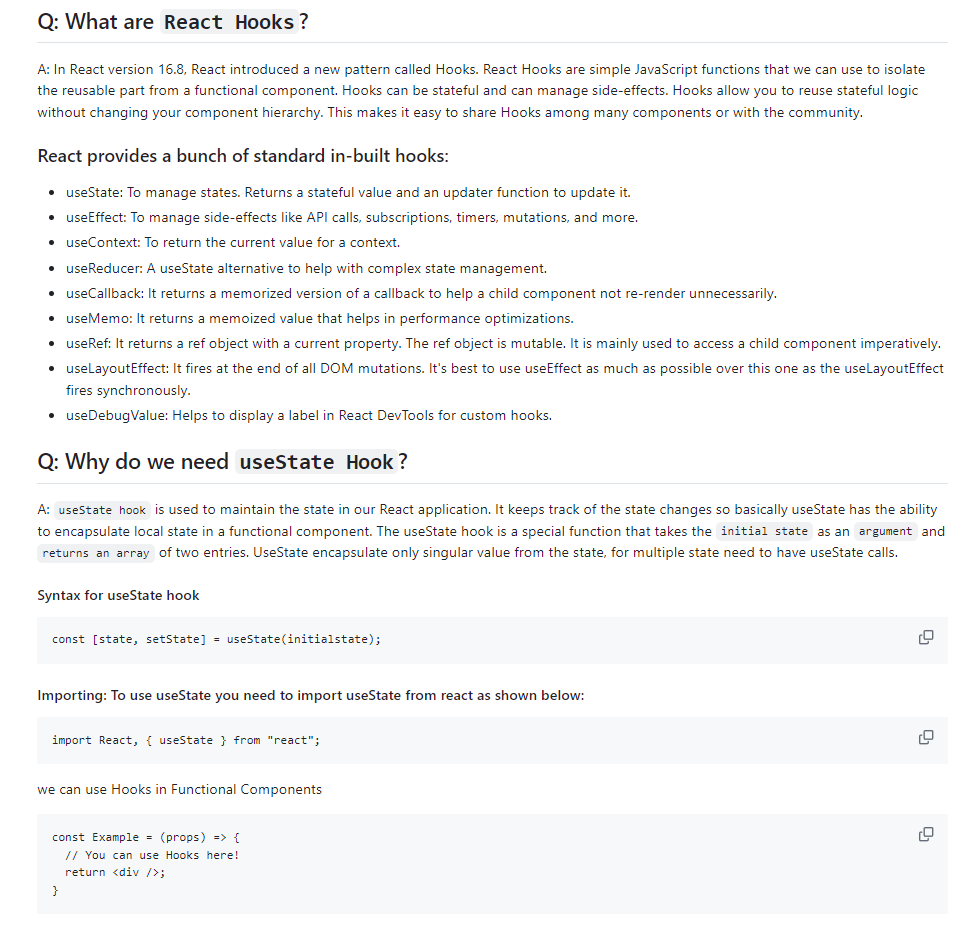 Q: What are React Hooks?
A: In React version 16.8, React introduced a new pattern called Hooks. React Hooks are simple JavaScript functions that we can use to isolate
the reusable part from a functional component. Hooks can be stateful and can manage side-effects. Hooks allow you to reuse stateful logic
without changing your component hierarchy. This makes it easy to share Hooks among many components or with the community.
React provides a bunch of standard in-built hooks:
• useState: To manage states. Returns a stateful value and an updater function to update it.
• useEffect: To manage side-effects like API calls, subscriptions, timers, mutations, and more.
• useContext: To return the current value for a context.
• useReducer: A useState alternative to help with complex state management.
• useCallback: It returns a memorized version of a callback to help a child component not re-render unnecessarily.
• useMemo: It returns a memoized value that helps in performance optimizations.
• useRef: It returns a ref object with a current property. The ref object is mutable. It is mainly used to access a child component imperatively.
• useLayoutEffect: It fires at the end of all DOM mutations. It's best to use useEffect as much as possible over this one as the useLayoutEffect
fires synchronously.
• useDebugValue: Helps to display a label in React DevTools for custom hooks.
Q: Why do we need useState Hook?
A: useState hook is used to maintain the state in our React application. It keeps track of the state changes so basically useState has the ability
to encapsulate local state in a functional component. The useState hook is a special function that takes the initial state as an argument and
returns an array of two entries. UseState encapsulate only singular value from the state, for multiple state need to have useState calls.
Syntax for useState hook
const [state, setState] = useState(initialstate);
Importing: To use useState you need to import useState from react as shown below:
import React, { useState } from "react";
we can use Hooks in Functional Components
const Example = (props) => {
  // You can use Hooks here!
  return <div />;
}